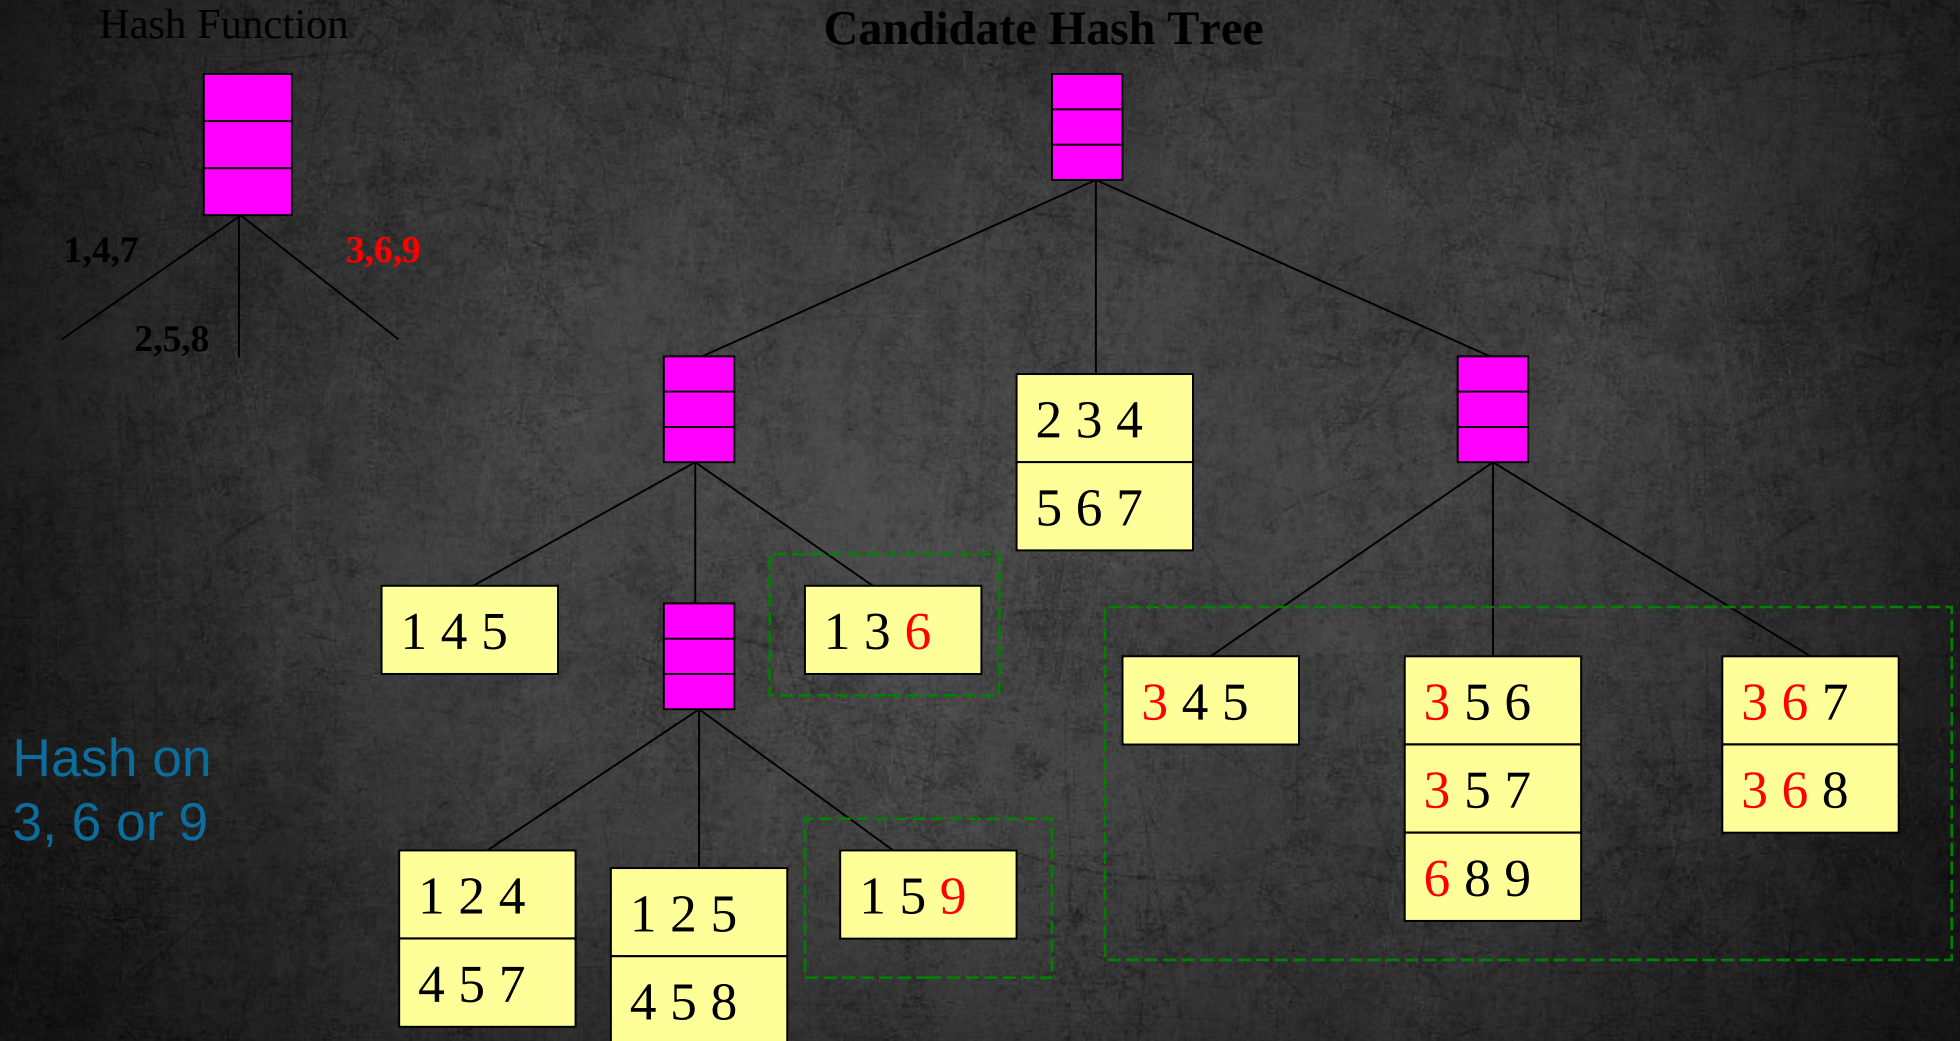 Hash Function
Candidate Hash Tree
1,4,7
3,6,9
2,5,8
2 3 4
5 6 7
1 4 5
1 3 6
3 4 5
3 5 6
3 6 7
3 5 7
3 6 8
6 8 9
Hash on
3, 6 or 9
1 2 4
1 2 5
1 5 9
4 5 7
4 5 8